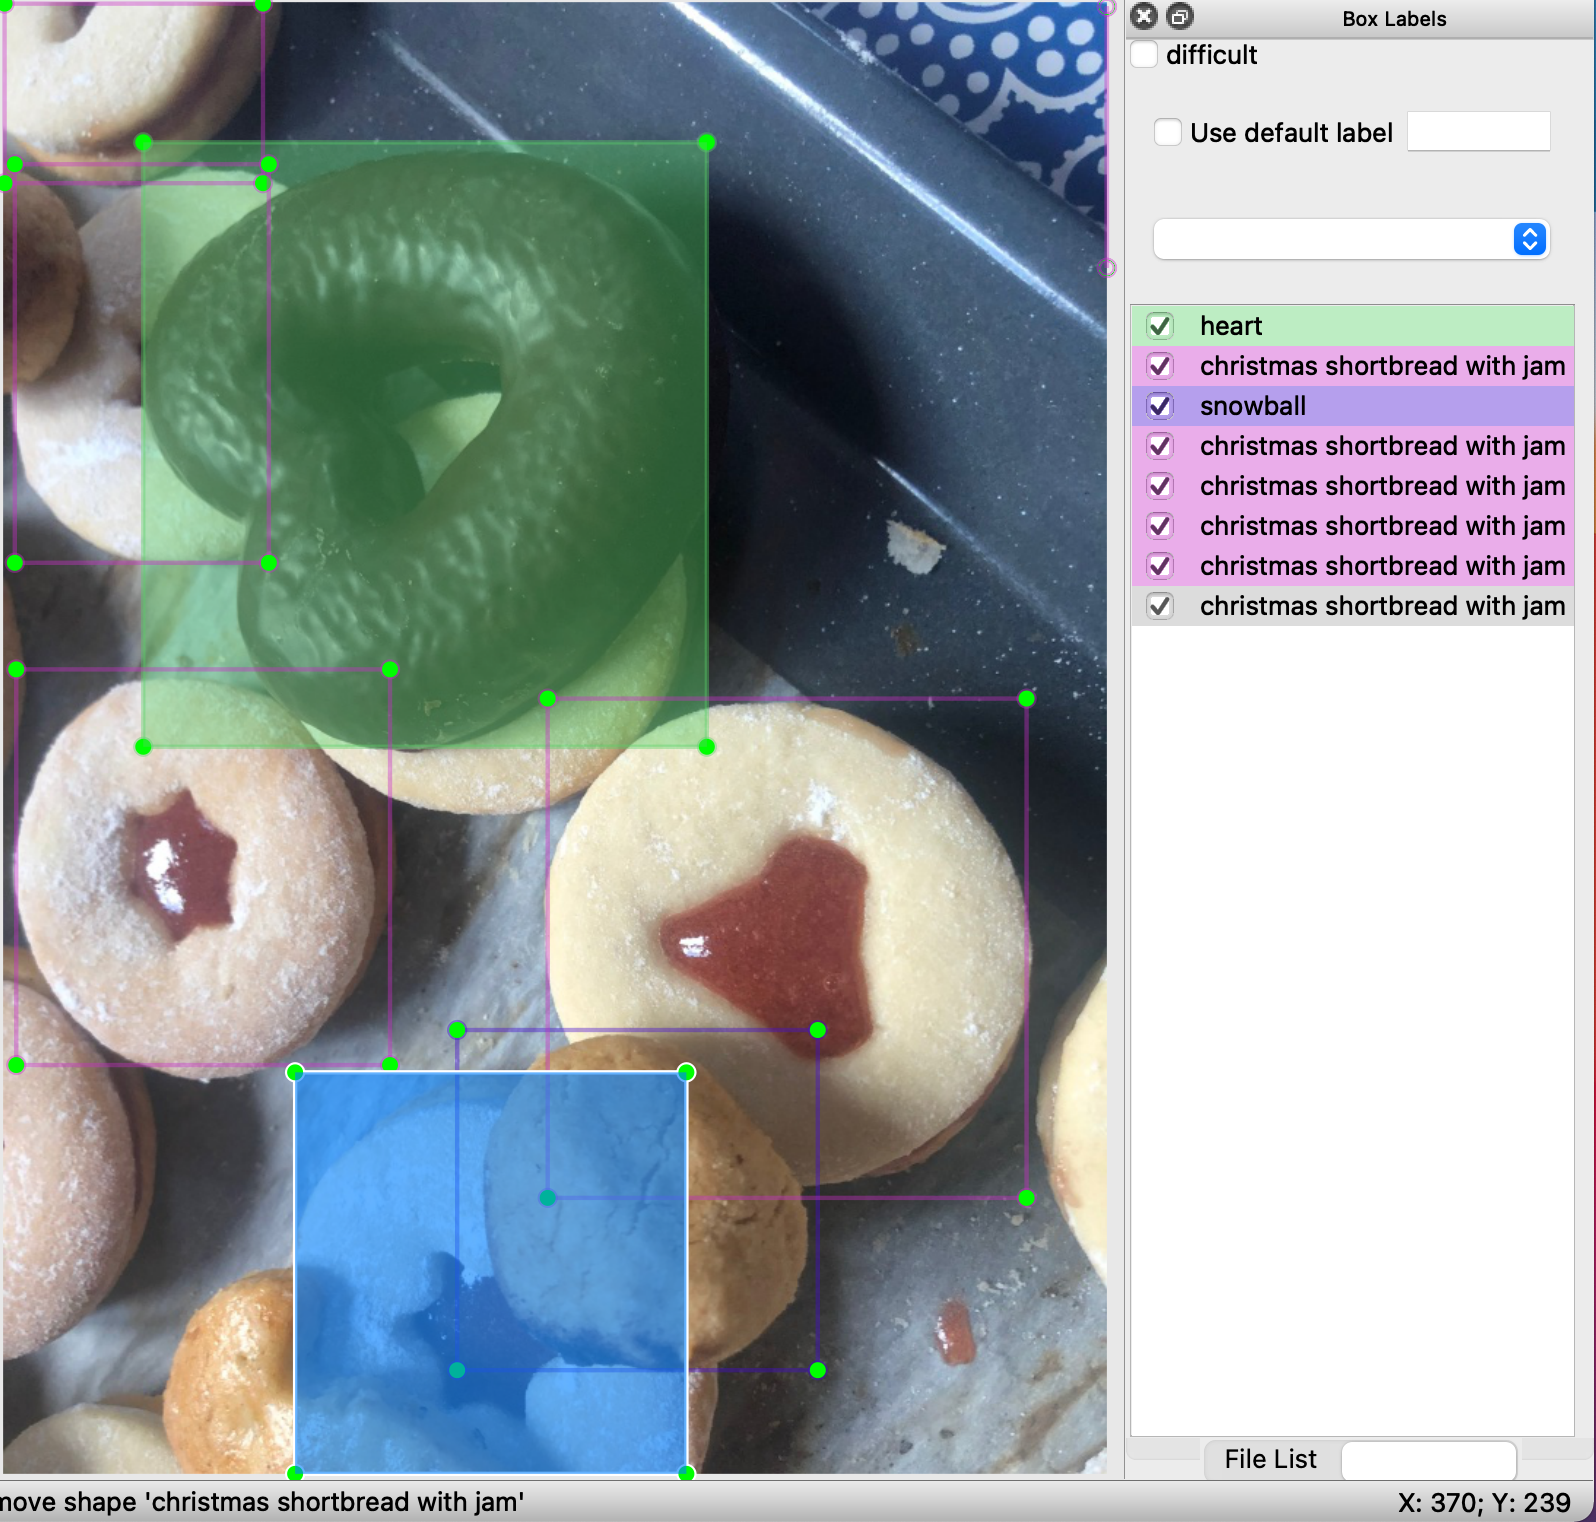 Box Labels
difficult
Use default label
heart
christmas shortbread with jam
snowball
christmas shortbread with jam
christmas shortbread with jam
christmas shortbread with jam
christmas shortbread with jam
christmas shortbread with jam
File List
move shape 'christmas shortbread with jam'
X: 370; Y: 239